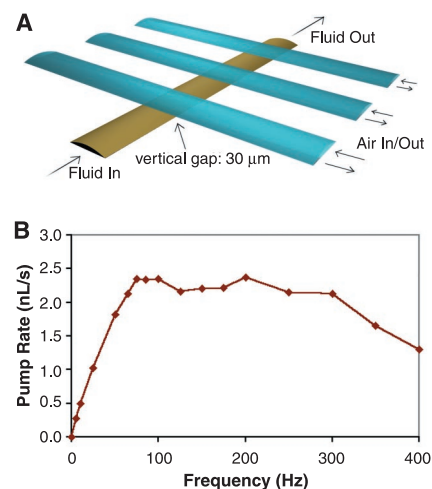 A
Fluid Out
Air In/Out
vertical gap: 30 µm
Fluid In
B
3.0
2.5
2.0
1.5
1.0
0.5
0.0
Pump Rate (nL/s)
0 100 200 300 400
Frequency (Hz)